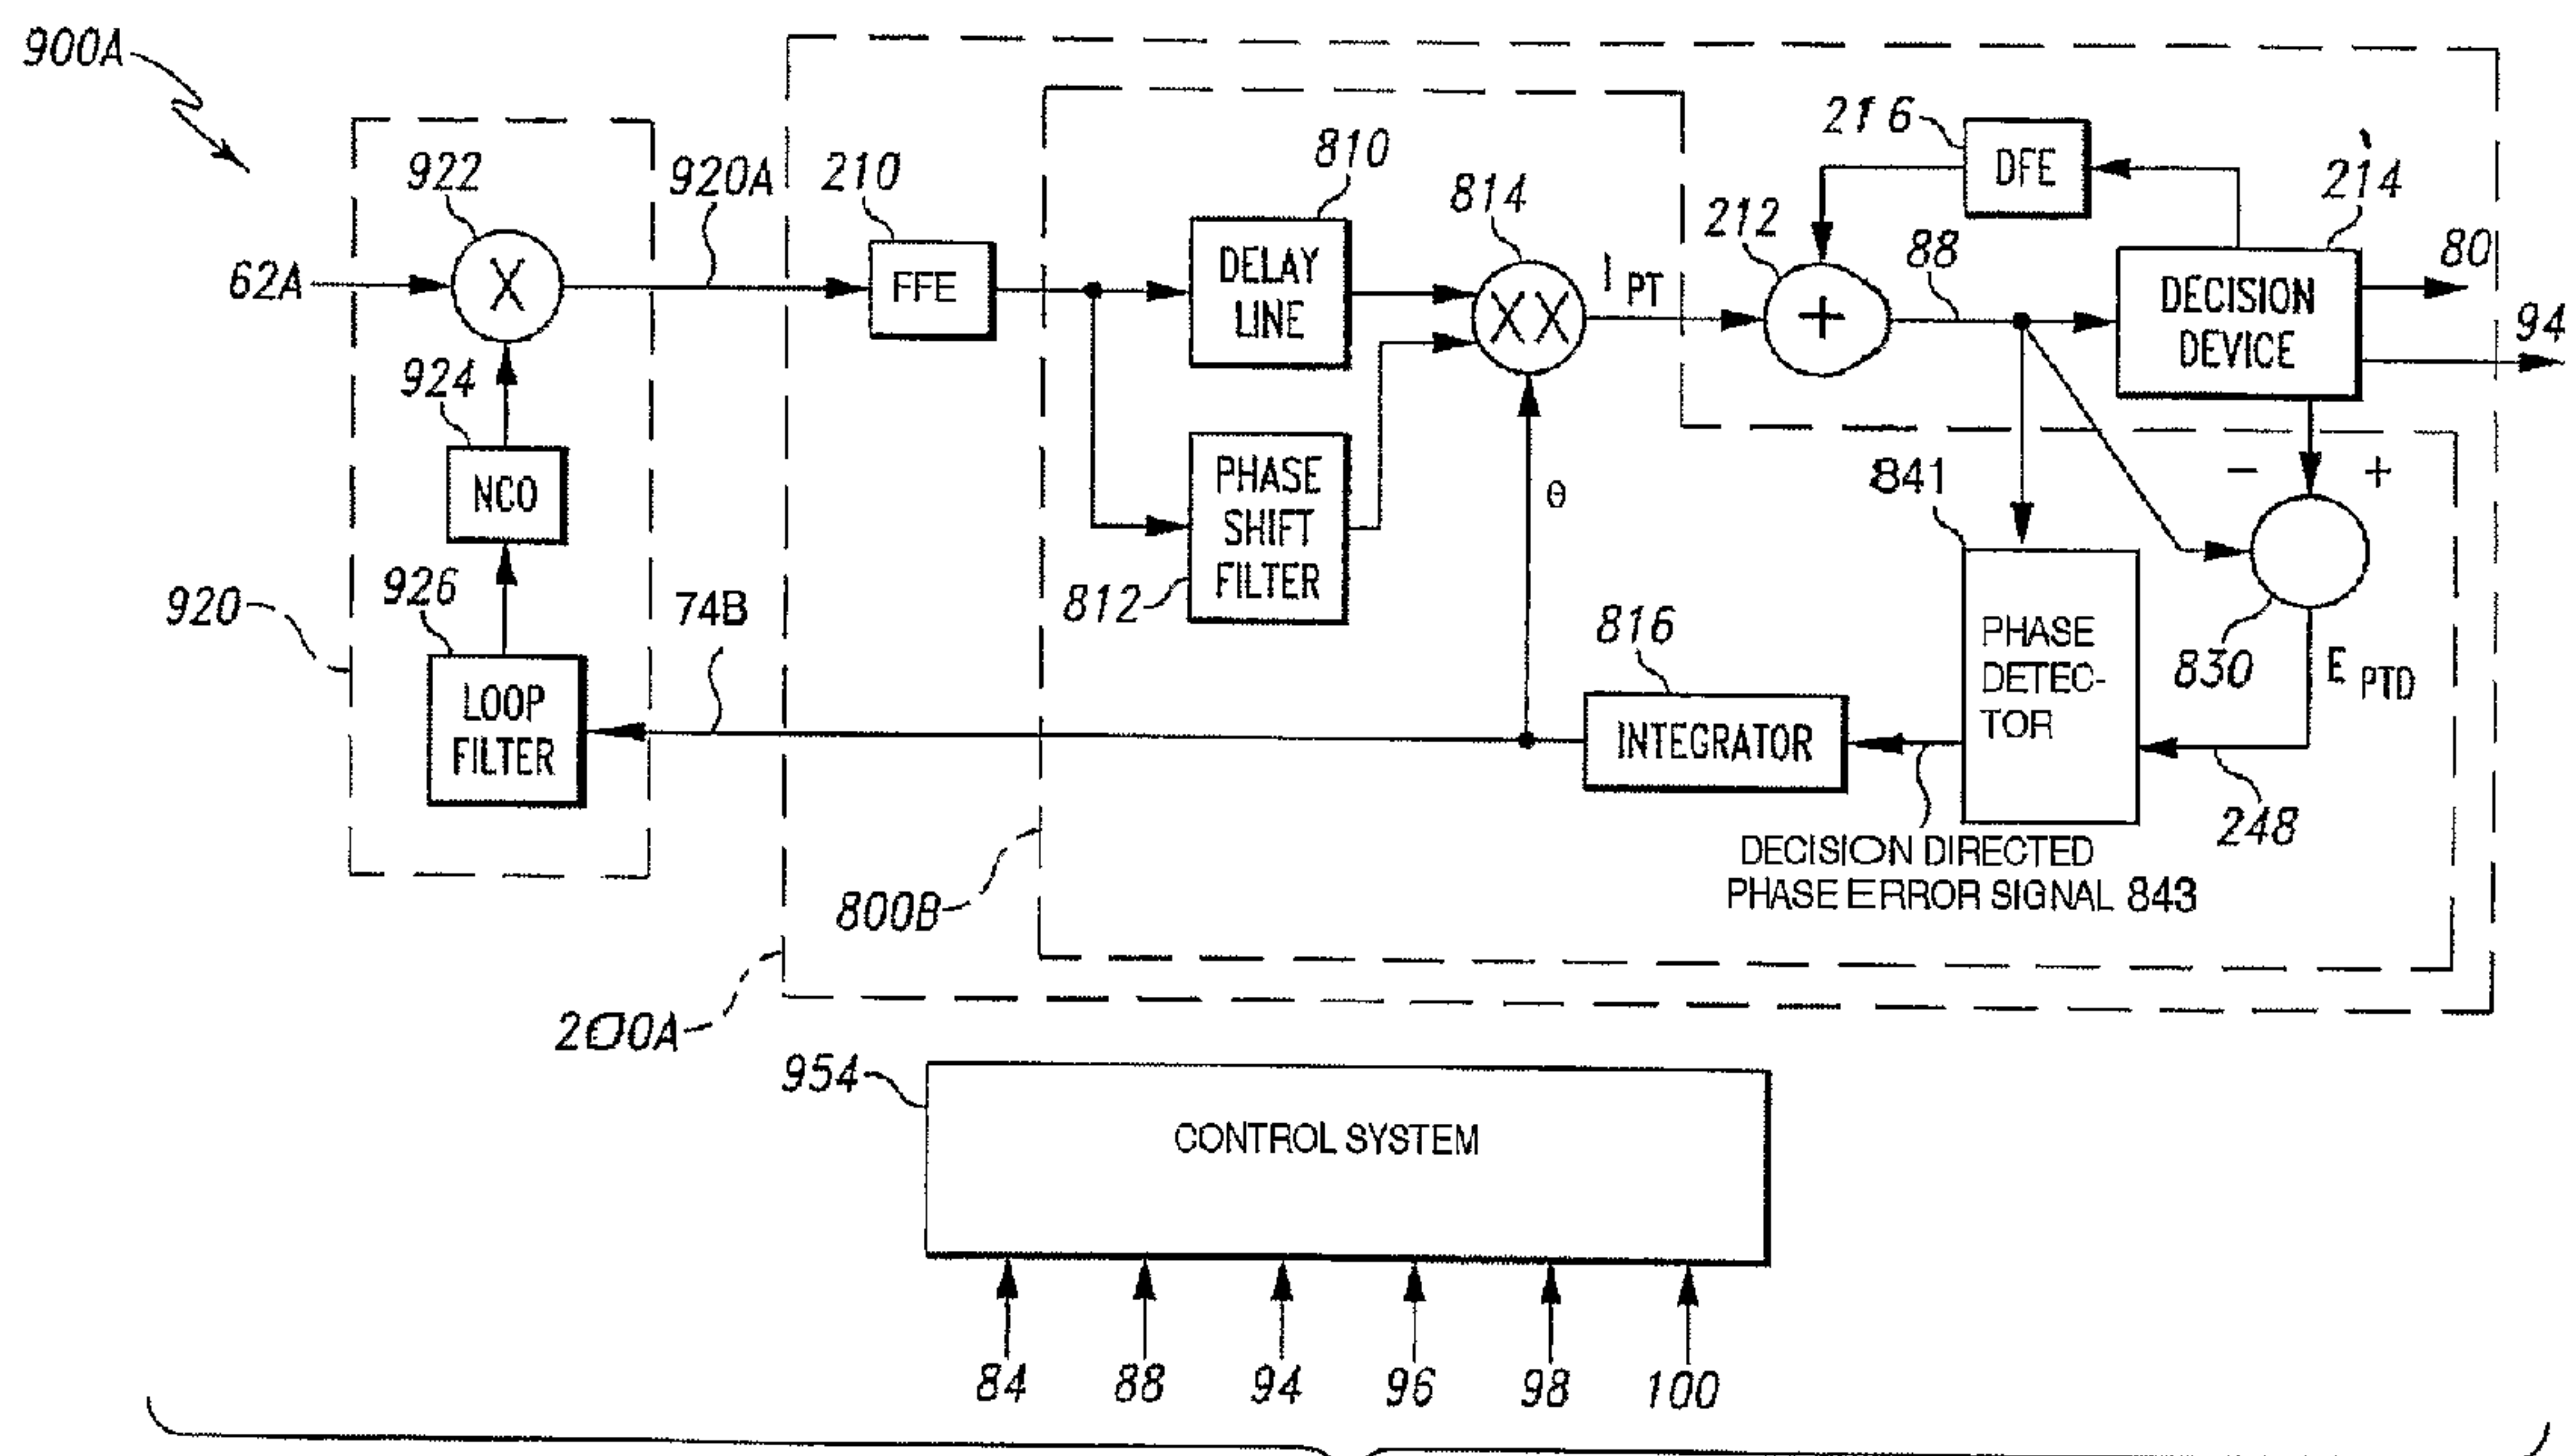 900A
922
920A
210
810
814
216
DFE
214
212
88
80
94
62A
X
FFE
DELAY
LINE
XX
I PT
+
DECISION
DEVICE
924
NCO
PHASE
SHIFT
FILTER
812
θ
841
− +
830
E PTD
920
926
LOOP
FILTER
74B
816
INTEGRATOR
PHASE
DETEC-
TOR
248
DECISION DIRECTED
PHASE ERROR SIGNAL 843
800B
200A
954
CONTROL SYSTEM
84 88 94 96 98 100